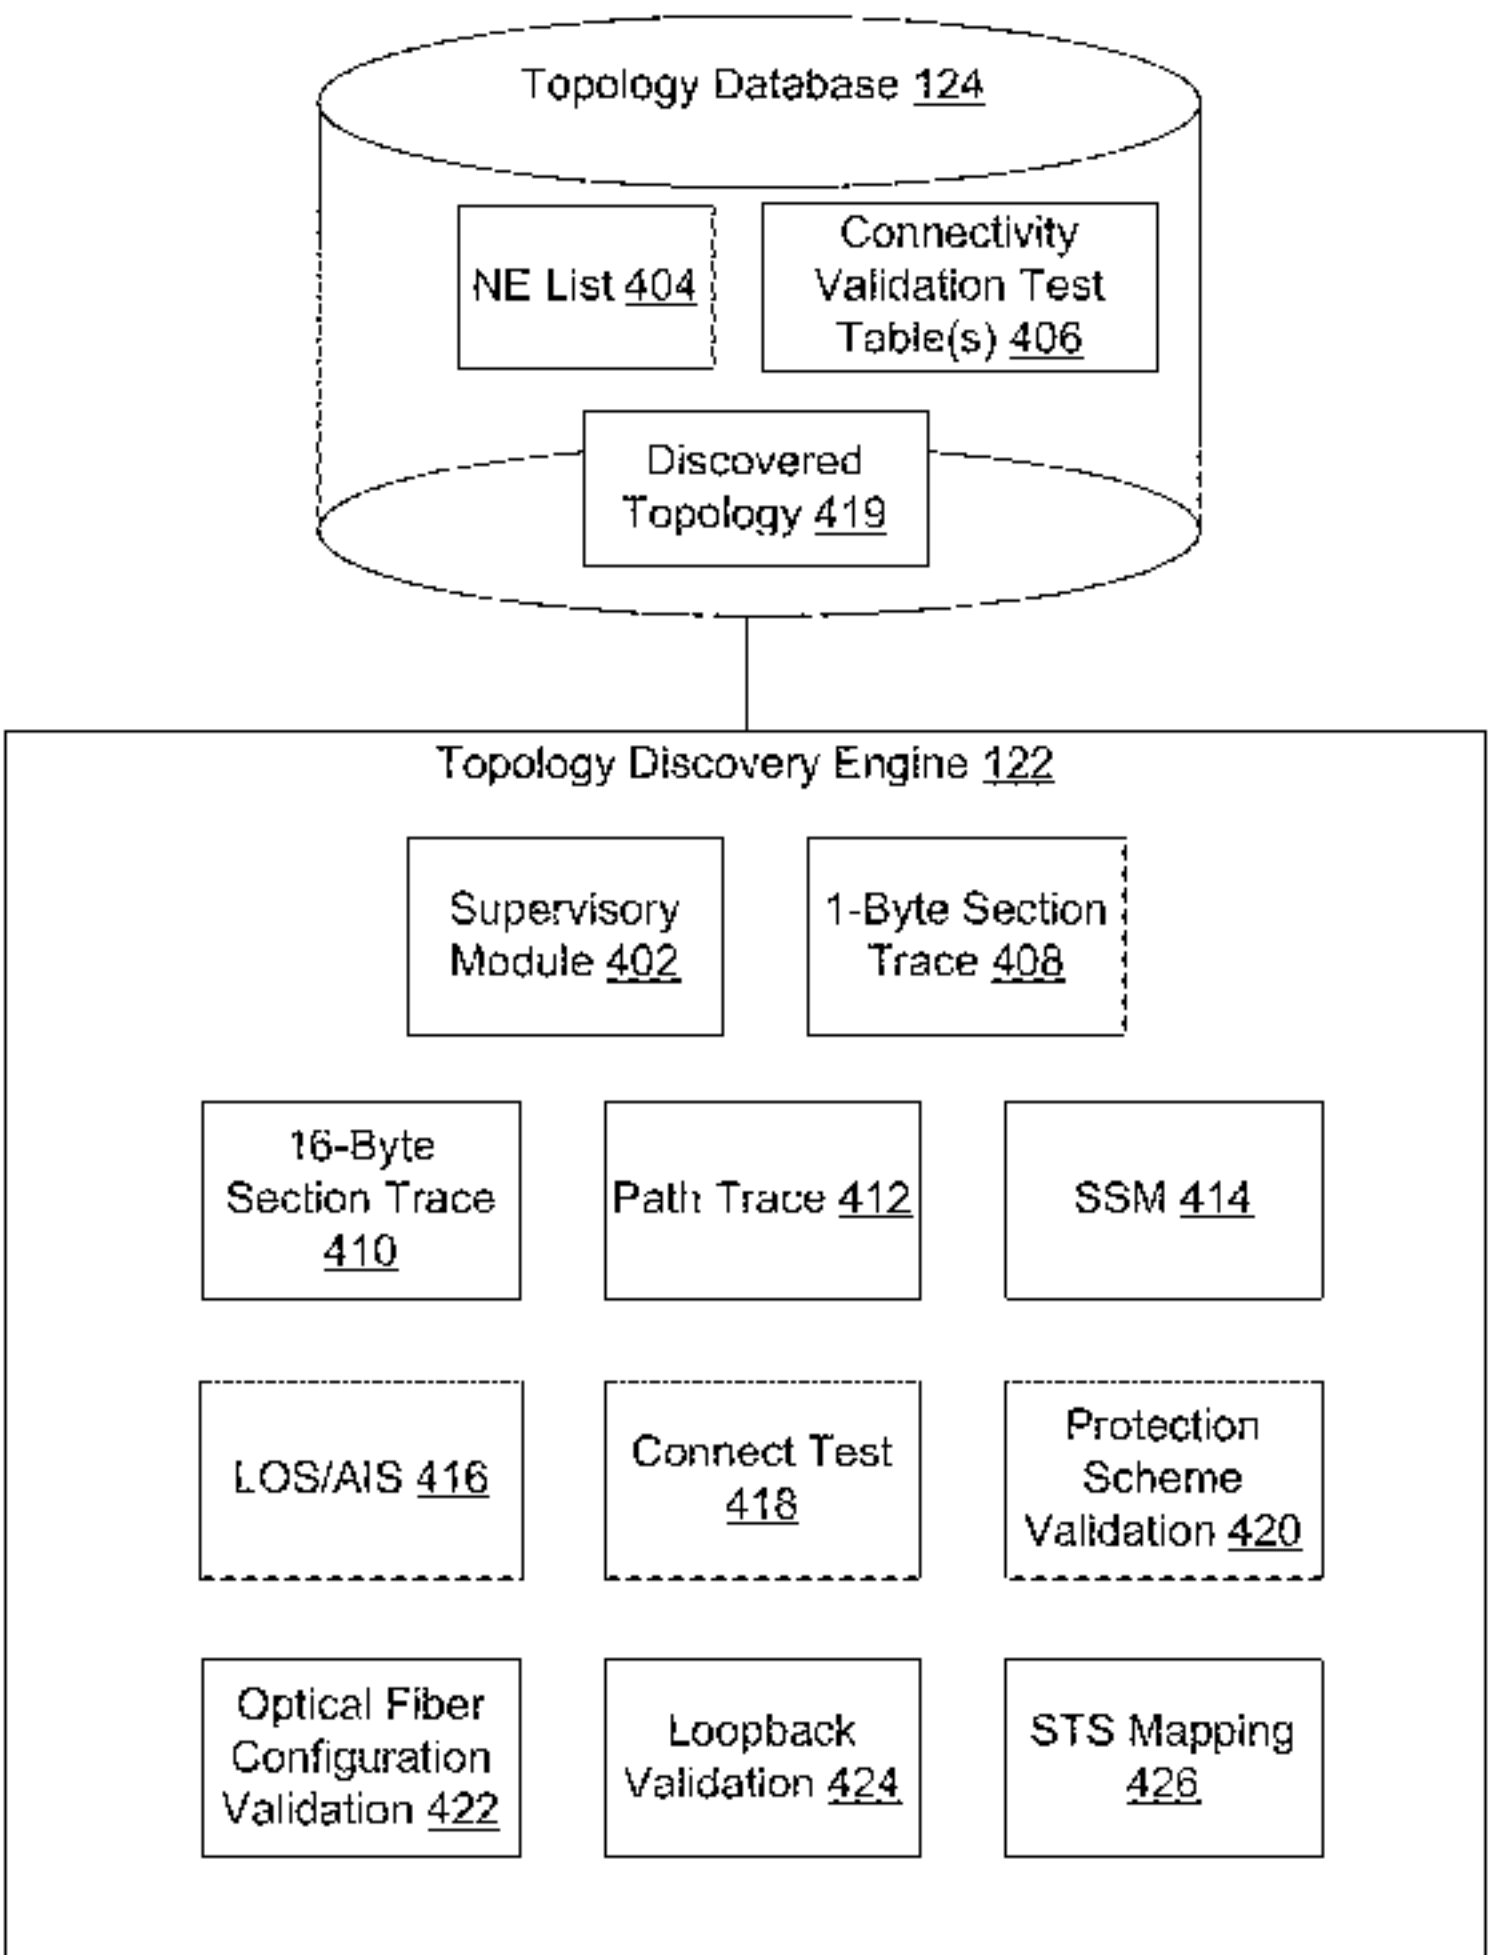 Topology Database 124
NE List 404
Connectivity
Validation Test
Table(s) 406
Discovered
Topology 419
Topology Discovery Engine 122
Supervisory
Module 402
1-Byte Section
Trace 408
16-Byte
Section Trace
410
Path Trace 412
SSM 414
LOS/AIS 416
Connect Test
418
Protection
Scheme
Validation 420
Optical Fiber
Configuration
Validation 422
Loopback
Validation 424
STS Mapping
426